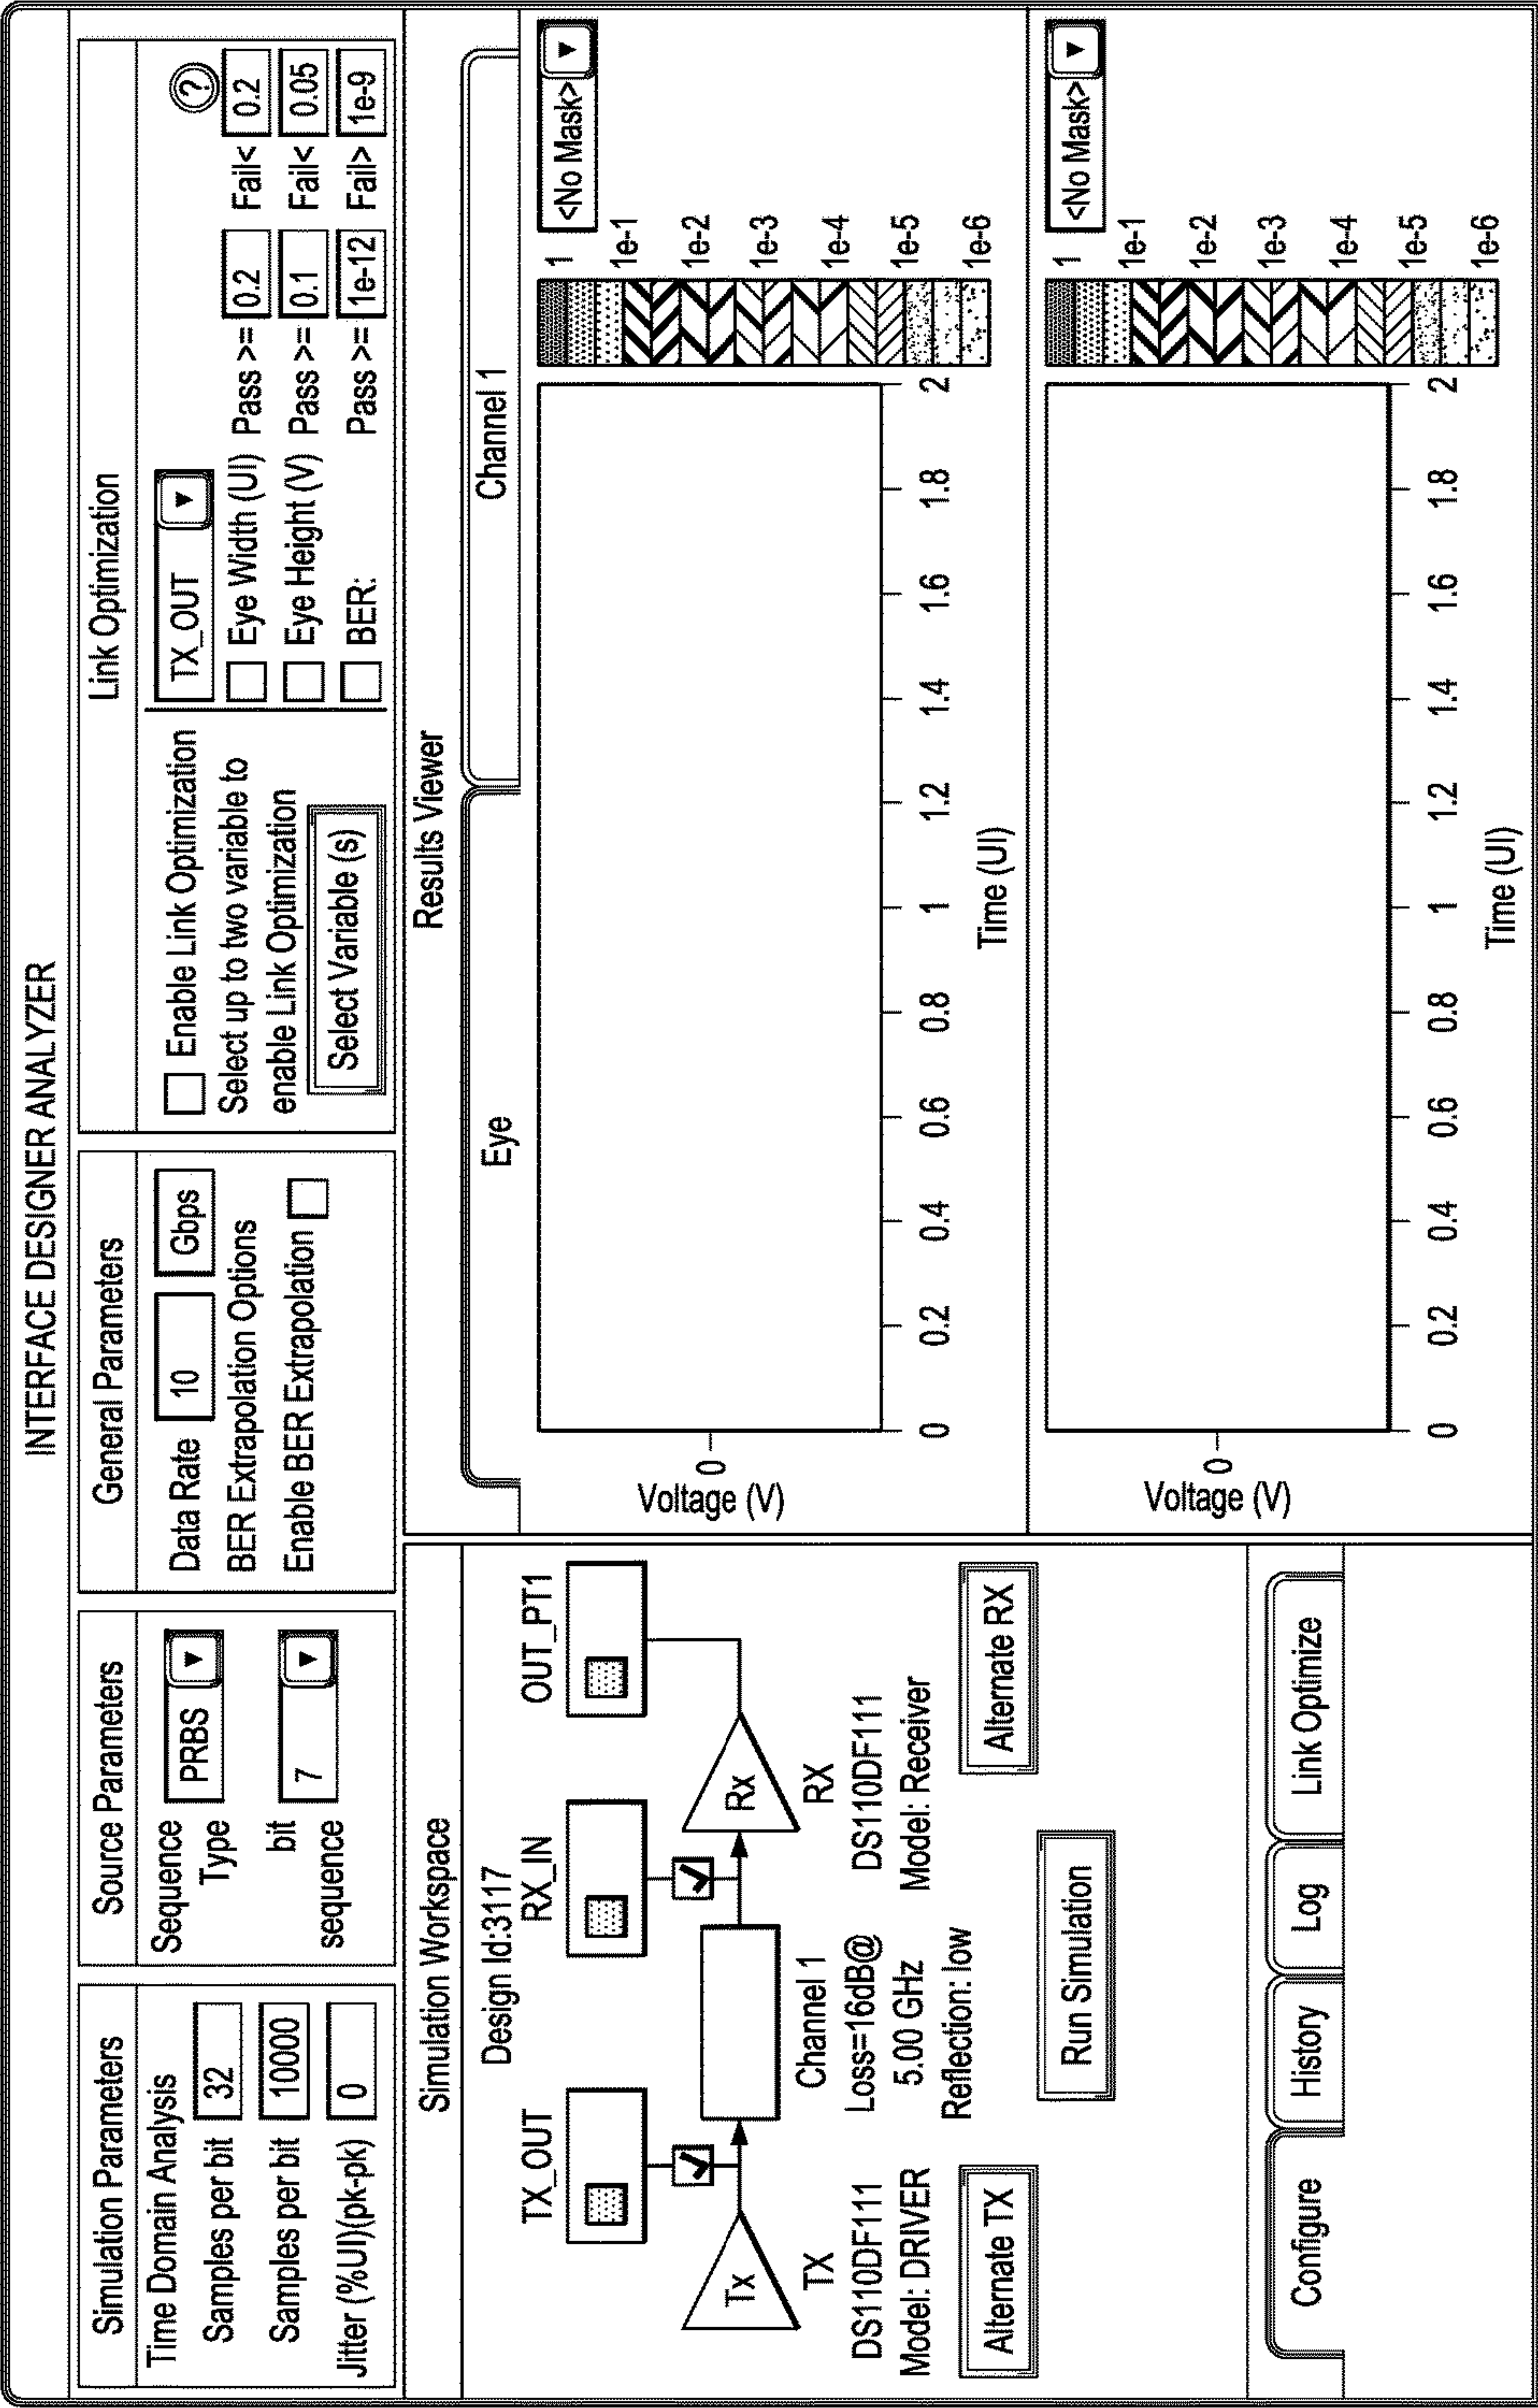 INTERFACE DESIGNER ANALYZER
Simulation Parameters
Time Domain Analysis
Samples per bit 32
Samples per bit 10000
Jitter (%UI)(pk-pk) 0
Source Parameters
Sequence
Type PRBS ▼
bit
sequence 7 ▼
General Parameters
Data Rate 10 Gbps
BER Extrapolation Options
Enable BER Extrapolation
Link Optimization
Enable Link Optimization
Select up to two variable to
enable Link Optimization
Select Variable (s)
TX_OUT ▼ ?
Eye Width (UI) Pass >= 0.2 Fail< 0.2
Eye Height (V) Pass >= 0.1 Fail< 0.05
BER: Pass >= 1e-12 Fail> 1e-9
Simulation Workspace
Design Id:3117
TX_OUT RX_IN OUT_PT1
Tx Rx
TX
DS110DF111
Model: DRIVER
Alternate TX
Channel 1
Loss=16dB@
5.00 GHz
Reflection: low
RX
DS110DF111
Model: Receiver
Alternate RX
Run Simulation
Configure History Log Link Optimize
Results Viewer
Eye Channel 1
Voltage (V)
0
0 0.2 0.4 0.6 0.8 1 1.2 1.4 1.6 1.8 2
Time (UI)
1
1e-1
1e-2
1e-3
1e-4
1e-5
1e-6
<No Mask> ▼
Voltage (V)
0
0 0.2 0.4 0.6 0.8 1 1.2 1.4 1.6 1.8 2
Time (UI)
1
1e-1
1e-2
1e-3
1e-4
1e-5
1e-6
<No Mask> ▼